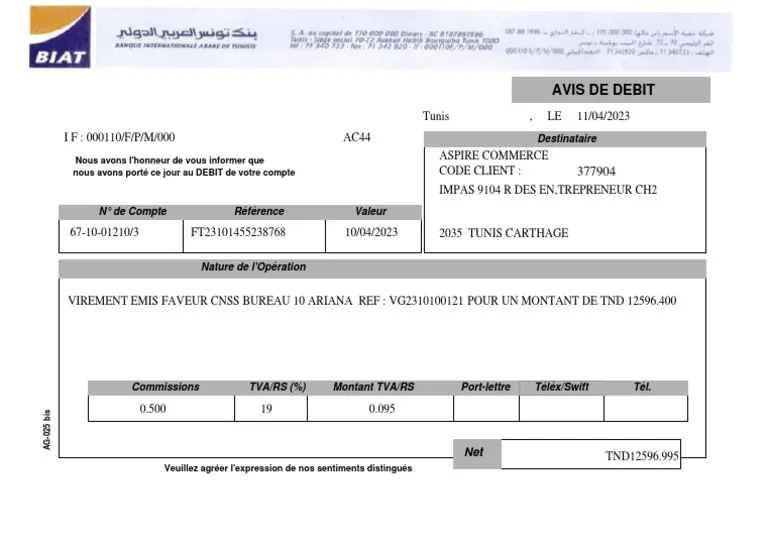 BIAT
بنك تونس العربي الدولي
BANQUE INTERNATIONALE ARABE DE TUNISIE
S. A. au capital de 170 000 000 Dinars - RC B187881996
Tunis - Siège social 70-72 Avenue Habib Bourguiba Tunis 1000
tél : 71 340 733 - fax : 71 342 820 - If : 000110F/P/M/000
AVIS DE DEBIT
Tunis , LE 11/04/2023
I F : 000110/F/P/M/000 AC44
Destinataire
Nous avons l'honneur de vous informer que
nous avons porté ce jour au DEBIT de votre compte
ASPIRE COMMERCE
CODE CLIENT : 377904
IMPAS 9104 R DES EN,TREPRENEUR CH2
2035 TUNIS CARTHAGE
N° de Compte Référence Valeur
67-10-01210/3 FT23101455238768 10/04/2023
Nature de l'Opération
VIREMENT EMIS FAVEUR CNSS BUREAU 10 ARIANA REF : VG2310100121 POUR UN MONTANT DE TND 12596.400
Commissions TVA/RS (%) Montant TVA/RS Port-lettre Téléx/Swift Tél.
0.500 19 0.095
AG-025 bis
Net TND12596.995
Veuillez agréer l'expression de nos sentiments distingués